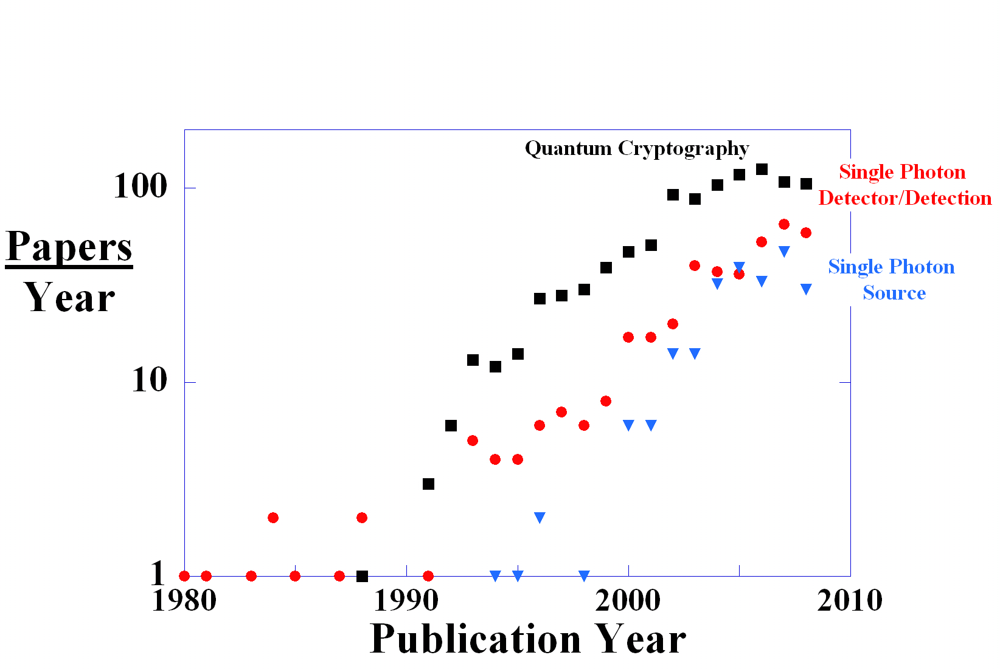 Quantum Cryptography
Single Photon
Detector/Detection
100
Papers
Year
Single Photon
Source
10
1
1980
1990
2000
2010
Publication Year